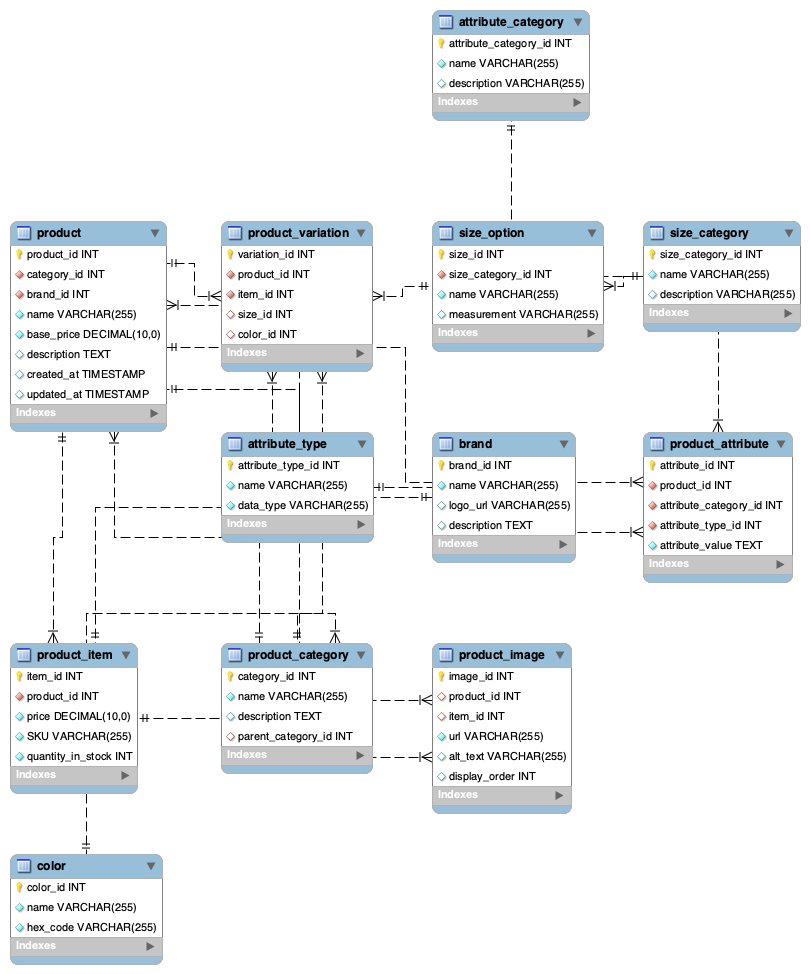 attribute_category
attribute_category_id INT
name VARCHAR(255)
description VARCHAR(255)
Indexes
product
product_id INT
category_id INT
brand_id INT
name VARCHAR(255)
base_price DECIMAL(10,0)
description TEXT
created_at TIMESTAMP
updated_at TIMESTAMP
Indexes
product_variation
variation_id INT
product_id INT
item_id INT
size_id INT
color_id INT
Indexes
size_option
size_id INT
size_category_id INT
name VARCHAR(255)
measurement VARCHAR(255)
Indexes
size_category
size_category_id INT
name VARCHAR(255)
description VARCHAR(255)
Indexes
attribute_type
attribute_type_id INT
name VARCHAR(255)
data_type VARCHAR(255)
Indexes
brand
brand_id INT
name VARCHAR(255)
logo_url VARCHAR(255)
description TEXT
Indexes
product_attribute
attribute_id INT
product_id INT
attribute_category_id INT
attribute_type_id INT
attribute_value TEXT
Indexes
product_item
item_id INT
product_id INT
price DECIMAL(10,0)
SKU VARCHAR(255)
quantity_in_stock INT
Indexes
product_category
category_id INT
name VARCHAR(255)
description TEXT
parent_category_id INT
Indexes
product_image
image_id INT
product_id INT
item_id INT
url VARCHAR(255)
alt_text VARCHAR(255)
display_order INT
Indexes
color
color_id INT
name VARCHAR(255)
hex_code VARCHAR(255)
Indexes